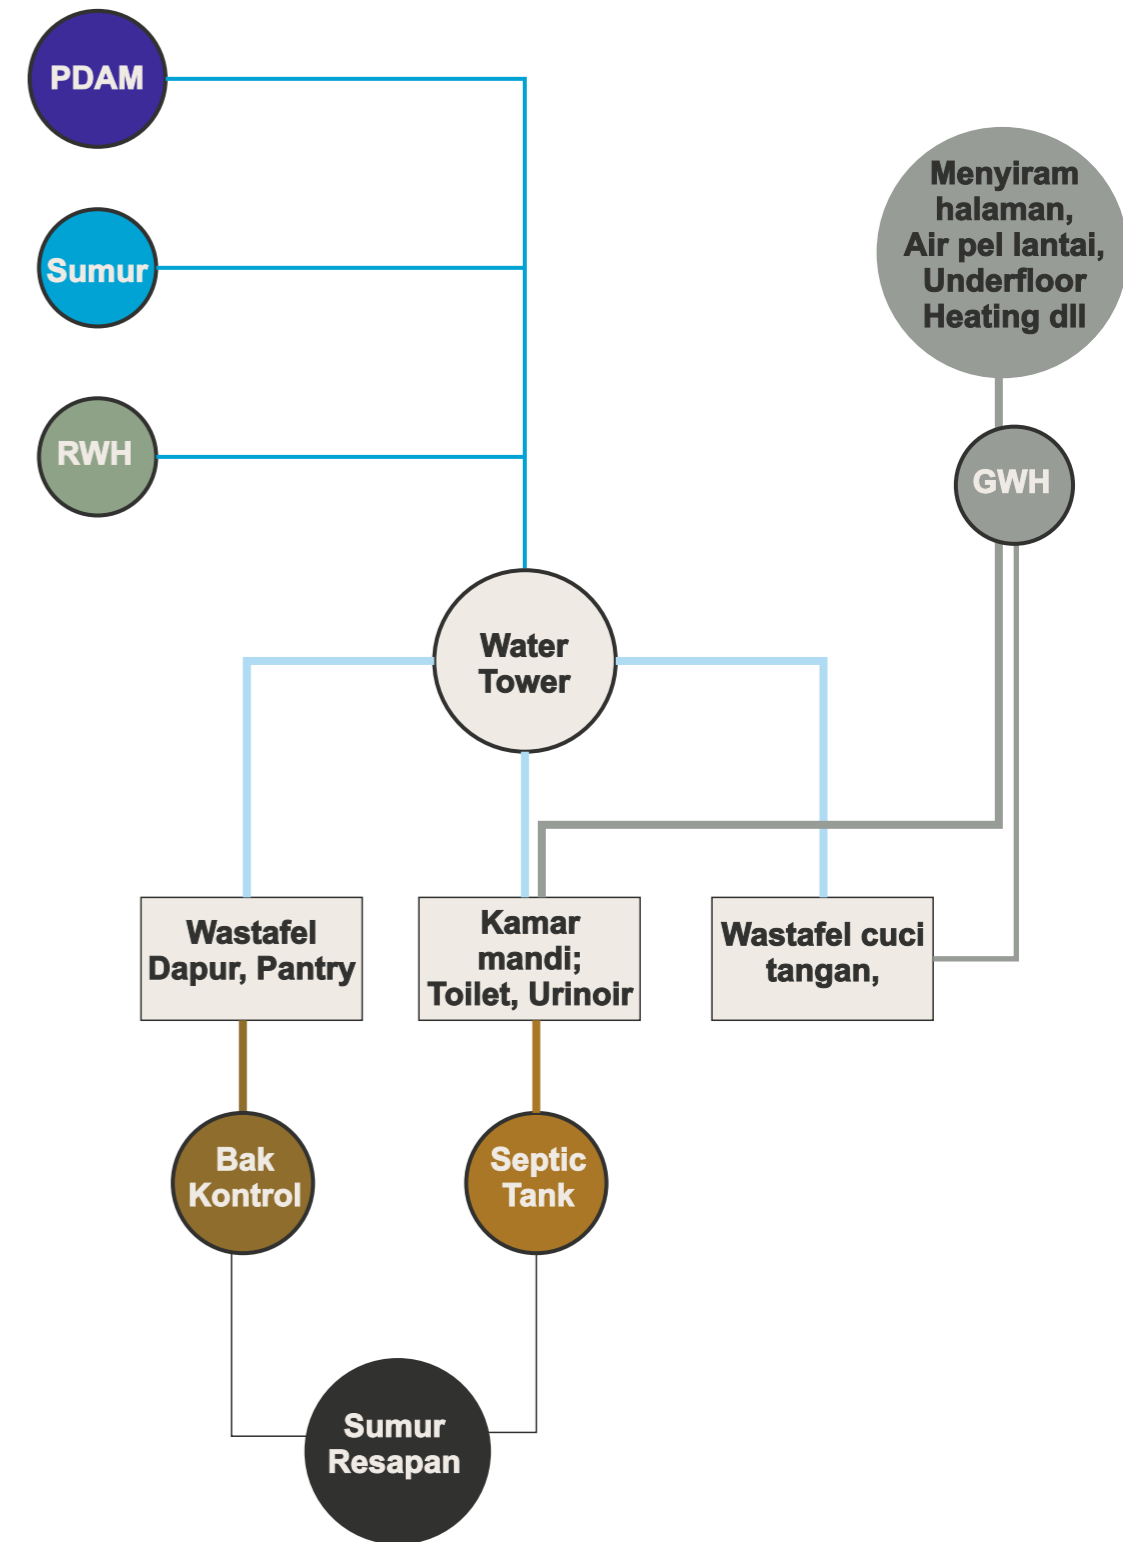 PDAM
Sumur
RWH
Menyiram
halaman,
Air pel lantai,
Underfloor
Heating dll
GWH
Water
Tower
Wastafel
Dapur, Pantry
Kamar
mandi;
Toilet, Urinoir
Wastafel cuci
tangan,
Bak
Kontrol
Septic
Tank
Sumur
Resapan